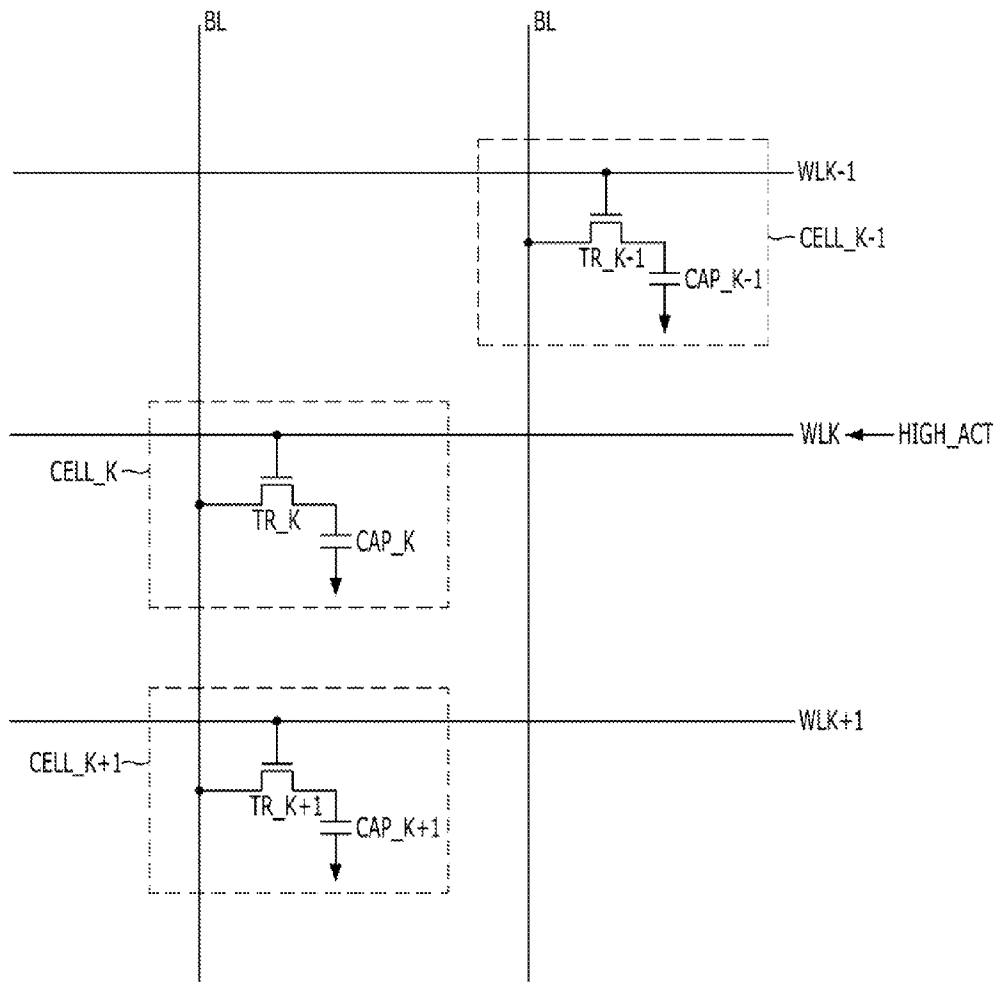 BL
BL
WLK-1
CELL_K-1
TR_K-1
CAP_K-1
WLK
HIGH_ACT
CELL_K
TR_K
CAP_K
WLK+1
CELL_K+1
TR_K+1
CAP_K+1